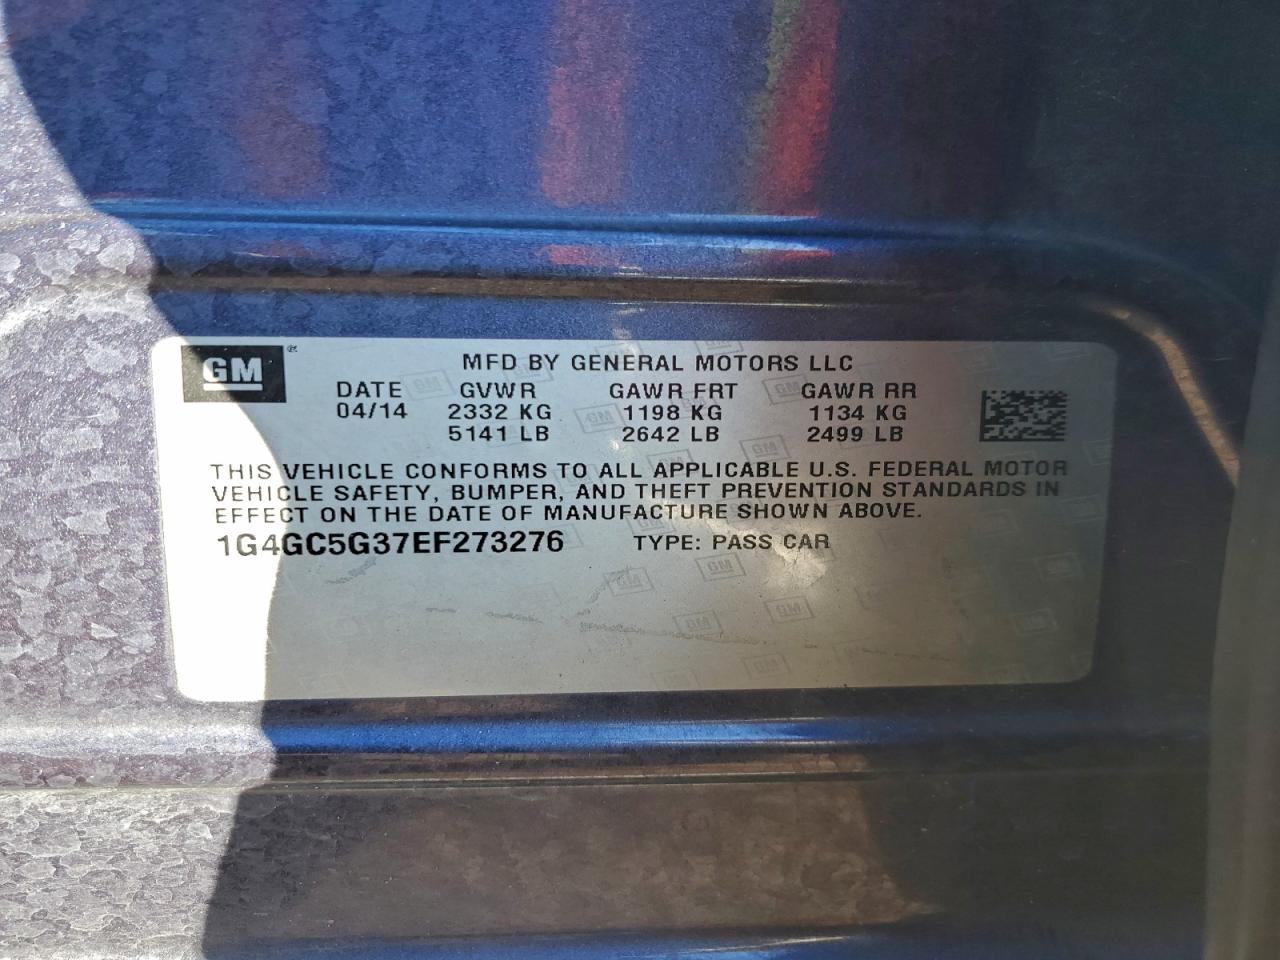 GM
MFD BY GENERAL MOTORS LLC
DATE GVWR GAWR FRT GAWR RR
04/14 2332 KG 1198 KG 1134 KG
5141 LB 2642 LB 2499 LB
THIS VEHICLE CONFORMS TO ALL APPLICABLE U.S. FEDERAL MOTOR
VEHICLE SAFETY, BUMPER, AND THEFT PREVENTION STANDARDS IN
EFFECT ON THE DATE OF MANUFACTURE SHOWN ABOVE.
1G4GC5G37EF273276 TYPE: PASS CAR